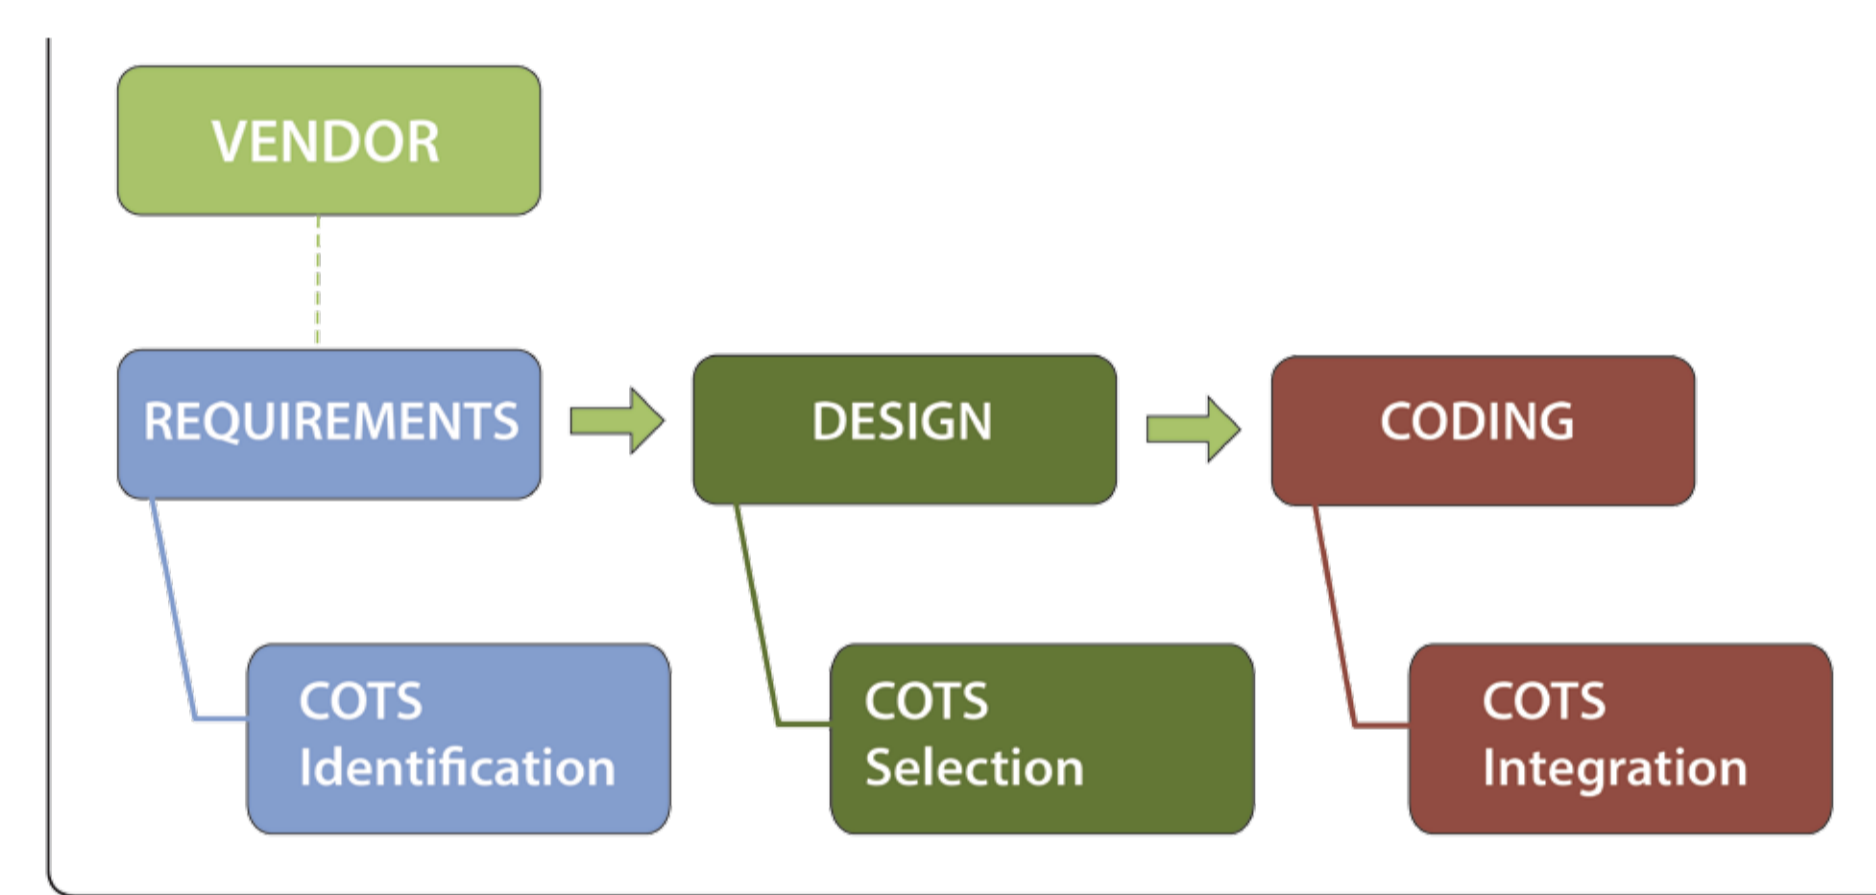 VENDOR
REQUIREMENTS
DESIGN
CODING
COTS
Identification
COTS
Selection
COTS
Integration